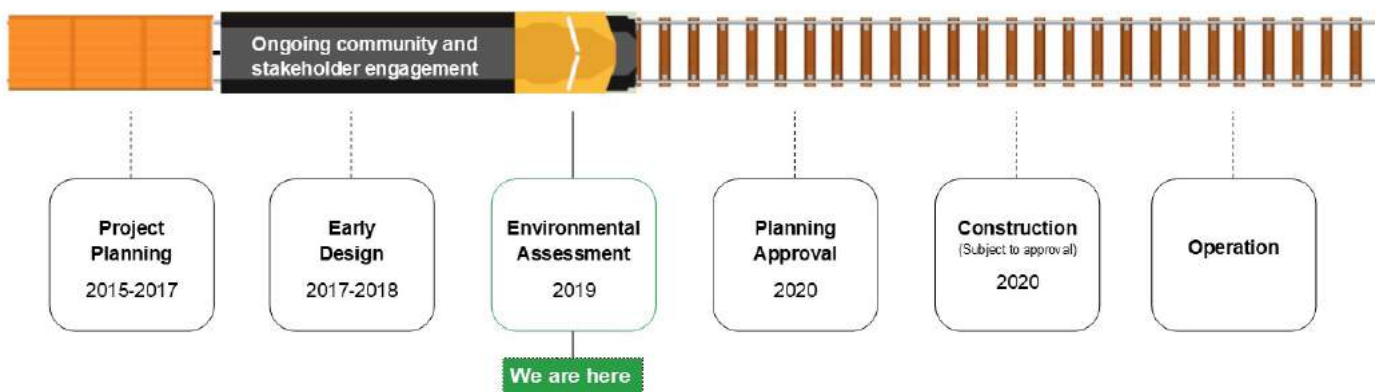 Ongoing community and
stakeholder engagement
Project
Planning
2015-2017
Early
Design
2017-2018
Environmental
Assessment
2019
Planning
Approval
2020
Construction
(Subject to approval)
2020
Operation
We are here